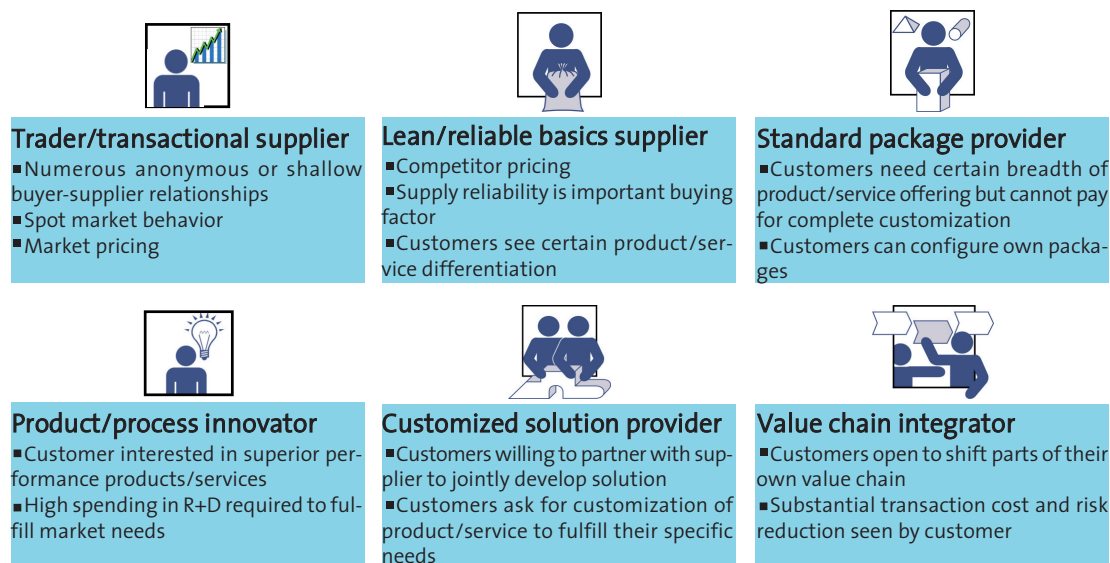 Trader/transactional supplier
▪Numerous anonymous or shallow
buyer-supplier relationships
▪Spot market behavior
▪Market pricing
Lean/reliable basics supplier
▪Competitor pricing
▪Supply reliability is important buying
factor
▪Customers see certain product/ser-
vice differentiation
Standard package provider
▪Customers need certain breadth of
product/service offering but cannot pay
for complete customization
▪Customers can configure own packa-
ges
Product/process innovator
▪Customer interested in superior per-
formance products/services
▪High spending in R+D required to ful-
fill market needs
Customized solution provider
▪Customers willing to partner with sup-
plier to jointly develop solution
▪Customers ask for customization of
product/service to fulfill their specific
needs
Value chain integrator
▪Customers open to shift parts of their
own value chain
▪Substantial transaction cost and risk
reduction seen by customer